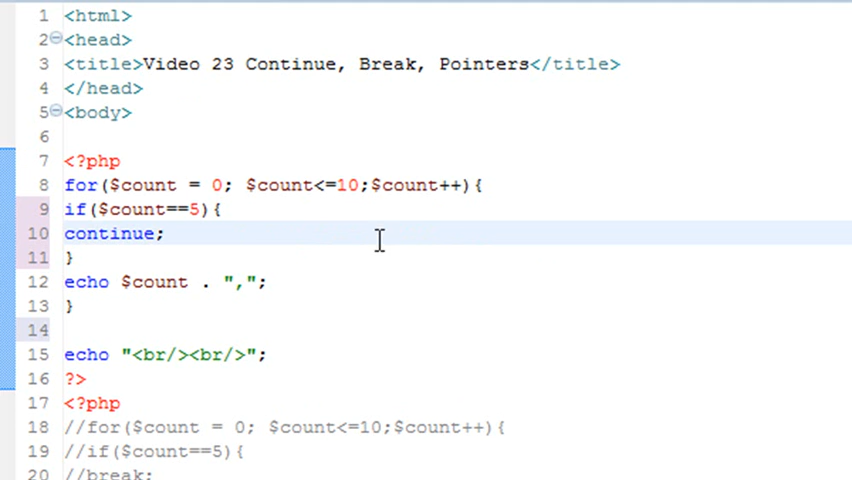 1 <html>
2 <head>
3 <title>Video 23 Continue, Break, Pointers</title>
4 </head>
5 <body>
6
7 <?php
8 for($count = 0; $count<=10;$count++){
9 if($count==5){
10 continue;
11 }
12 echo $count . ",";
13 }
14
15 echo "<br/><br/>";
16 ?>
17 <?php
18 //for($count = 0; $count<=10;$count++){
19 //if($count==5){
20 //break;